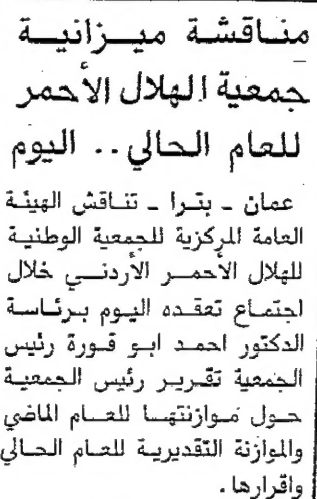 مناقشة ميزانية
جمعية الهلال الأحمر
للعام الحالي .. اليوم
عمان ـ بترا ـ تناقش الهيئة
العامة المركزية للجمعية الوطنية
للهلال الأحمر الأردني خلال
اجتماع تعقده اليوم برئاسة
الدكتور احمد ابو قورة رئيس
الجمعية تقرير رئيس الجمعية
حول موازنتها للعام الماضي
والموازنة التقديرية للعام الحالي
واقرارها .